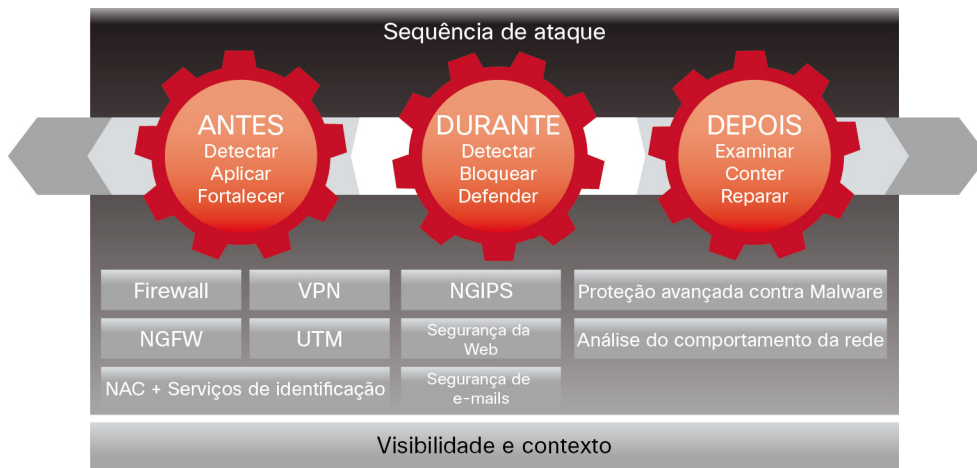 Sequência de ataque
ANTES
Detectar
Aplicar
Fortalecer
DURANTE
Detectar
Bloquear
Defender
DEPOIS
Examinar
Conter
Reparar
Firewall
VPN
NGFW
UTM
NAC + Serviços de identificação
NGIPS
Segurança da
Web
Segurança de
e-mails
Proteção avançada contra Malware
Análise do comportamento da rede
Visibilidade e contexto